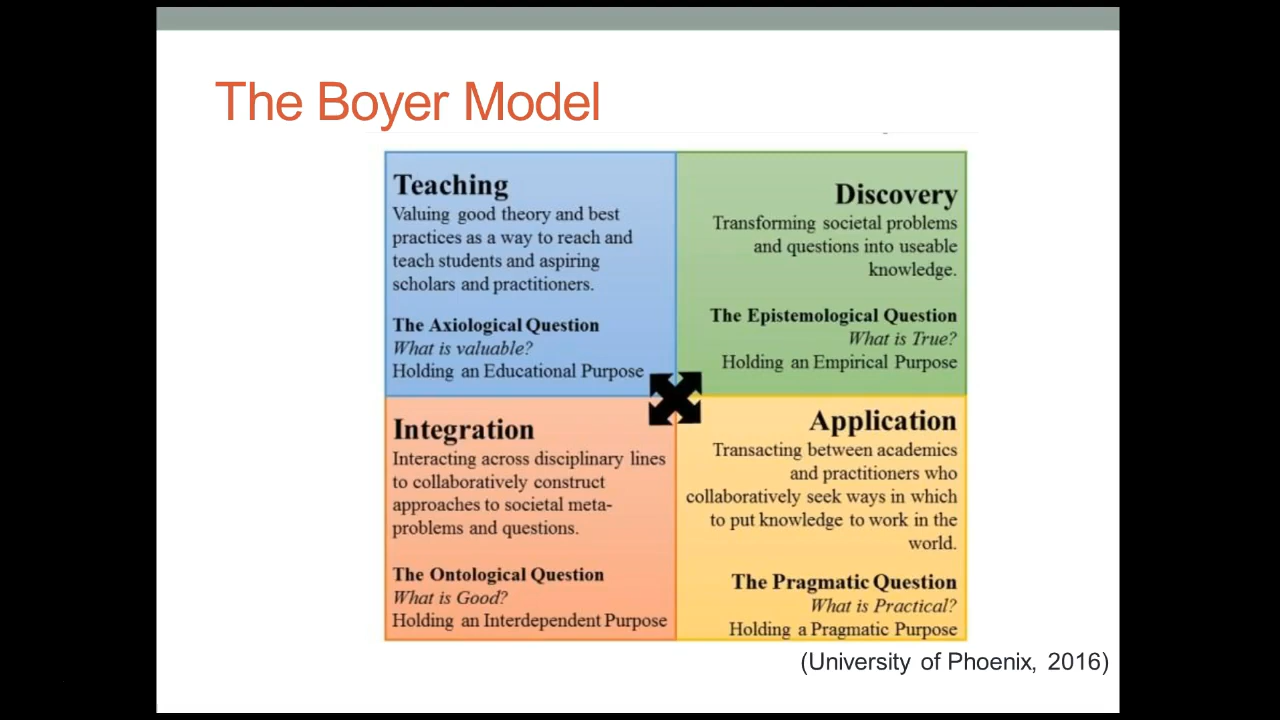 The Boyer Model
Teaching
Valuing good theory and best
practices as a way to reach and
teach students and aspiring
scholars and practitioners.
The Axiological Question
What is valuable?
Holding an Educational Purpose
Discovery
Transforming societal problems
and questions into useable
knowledge.
The Epistemological Question
What is True?
Holding an Empirical Purpose
Integration
Interacting across disciplinary lines
to collaboratively construct
approaches to societal meta-
problems and questions.
The Ontological Question
What is Good?
Holding an Interdependent Purpose
Application
Transacting between academics
and practitioners who
collaboratively seek ways in which
to put knowledge to work in the
world.
The Pragmatic Question
What is Practical?
Holding a Pragmatic Purpose
(University of Phoenix, 2016)